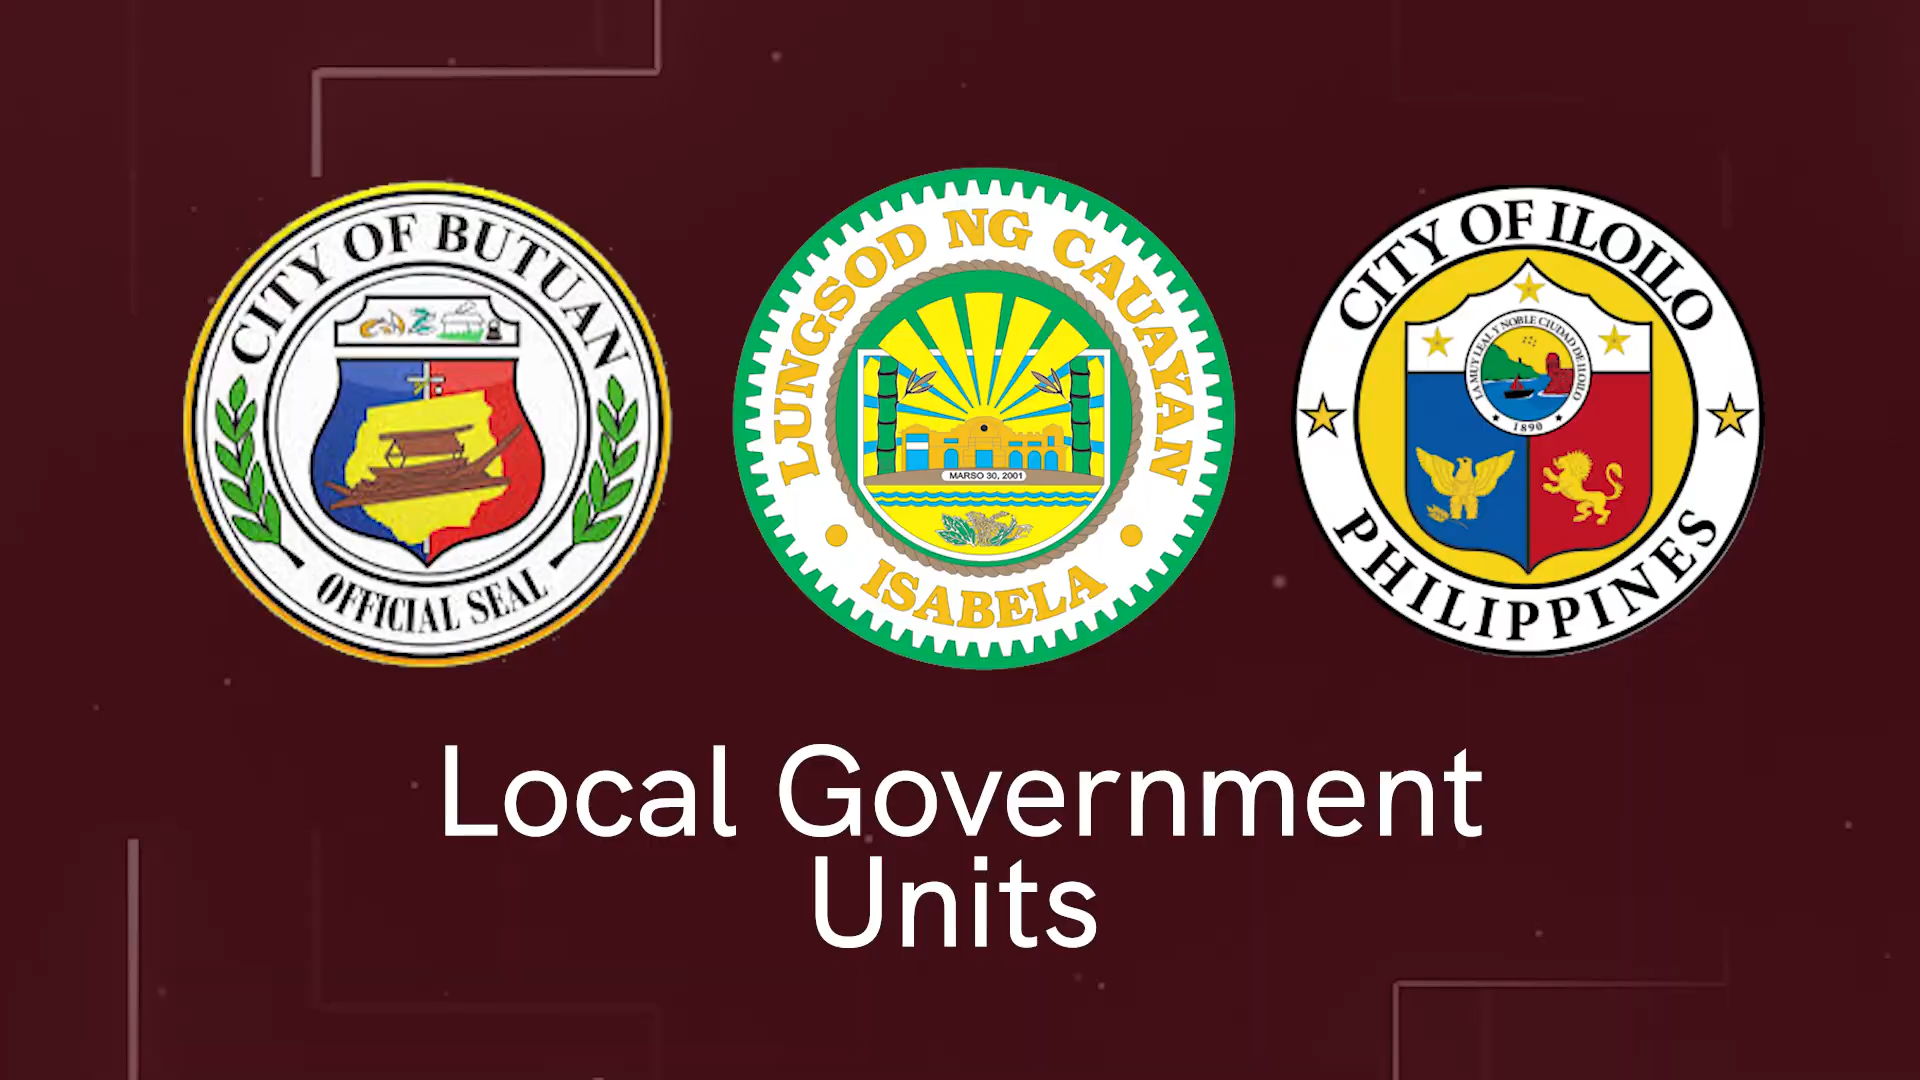 CITY OF BUTUAN
OFFICIAL SEAL
LUNGSOD NG CAUAYAN
MARSO 30, 2001
ISABELA
CITY OF ILOILO
LA MUY LEAL Y NOBLE CIUDAD DE ILOILO
1890
PHILIPPINES
Local Government
Units